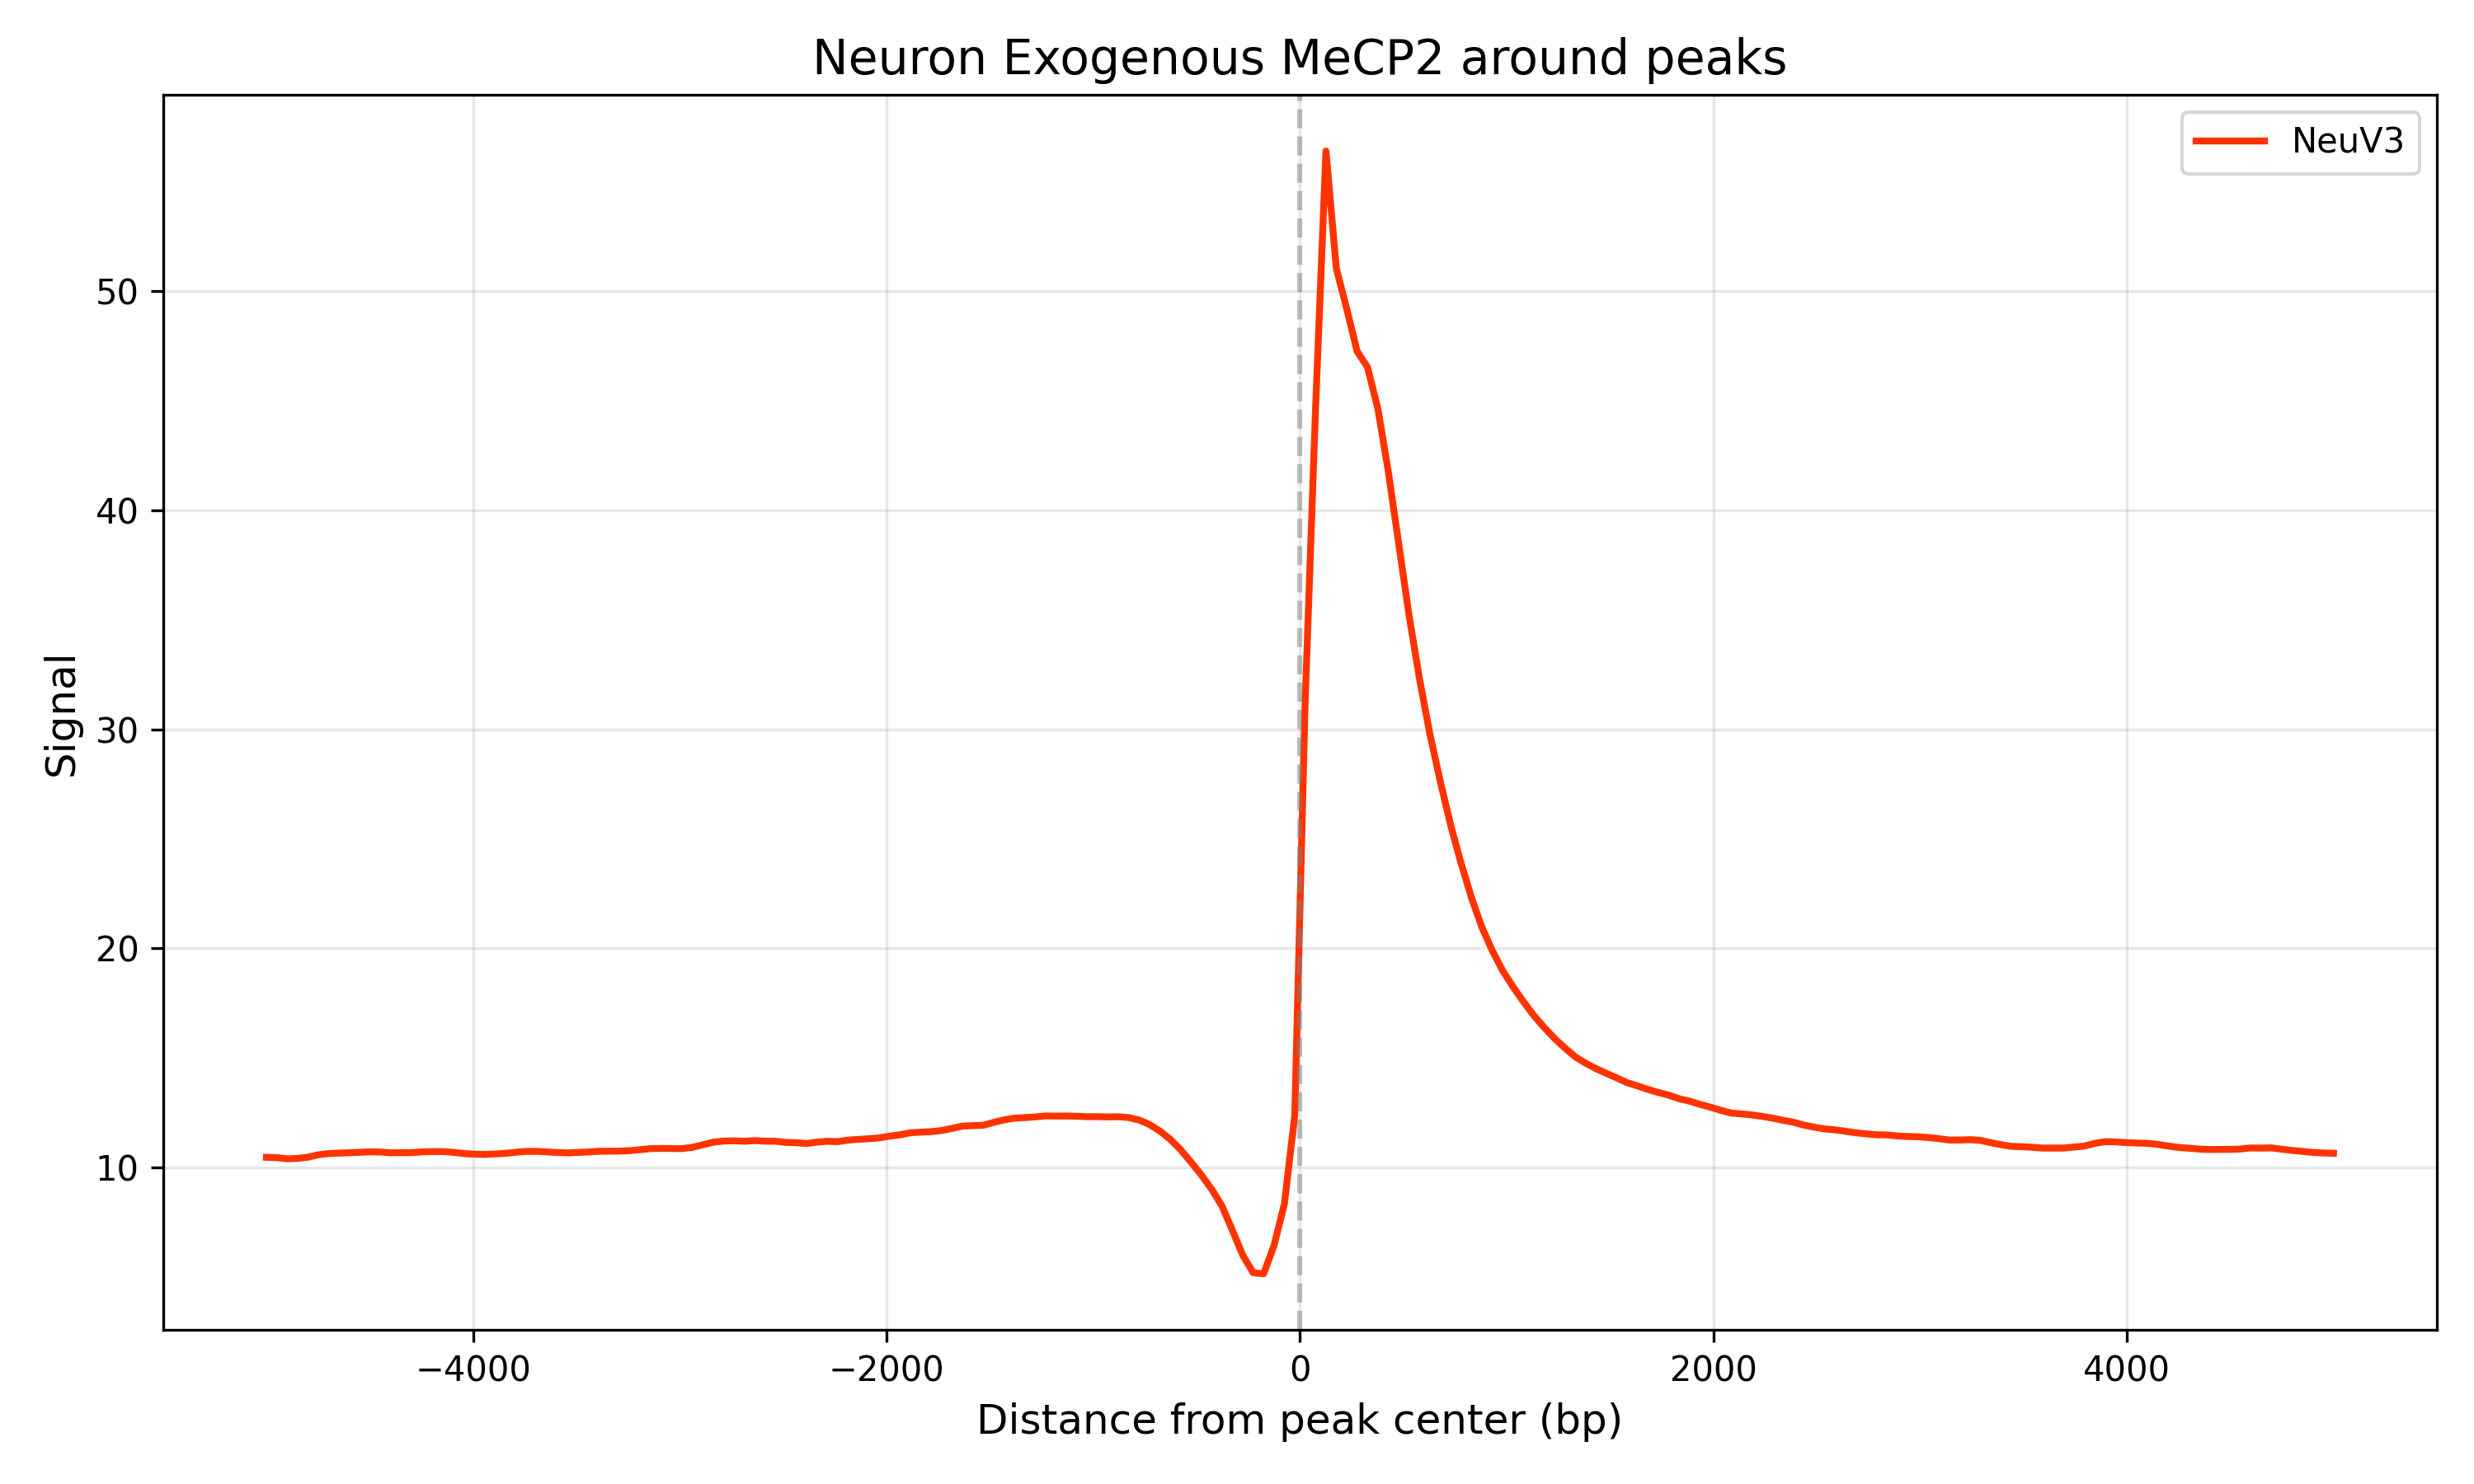 Neuron Exogenous MeCP2 around peaks
NeuV3
50
40
30
20
10
Signal
−4000
−2000
0
2000
4000
Distance from peak center (bp)